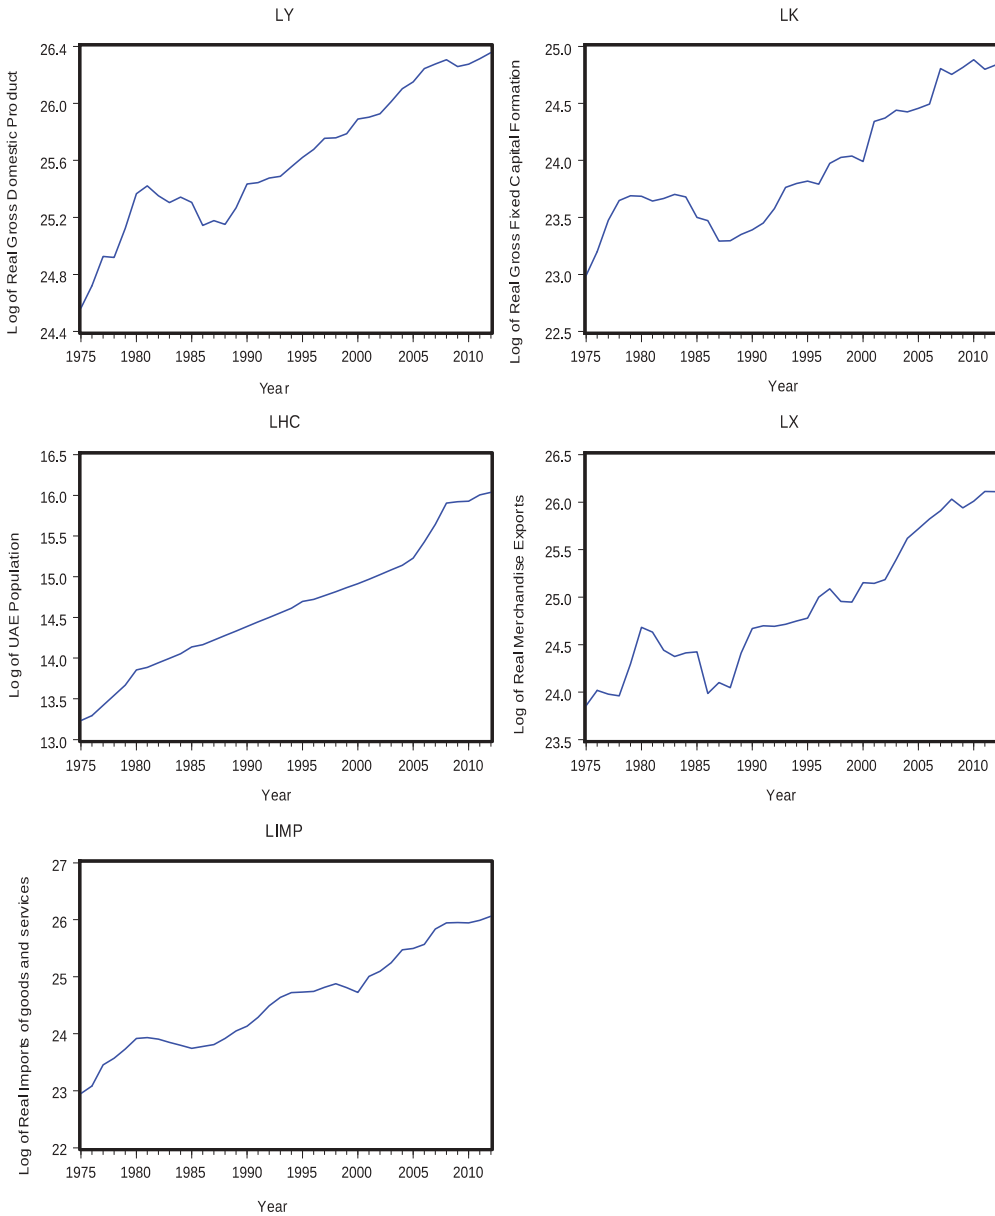 LY
Log of Real Gross Domestic Product
26.4
26.0
25.6
25.2
24.8
24.4
1975 1980 1985 1990 1995 2000 2005 2010
Year
LK
Log of Real Gross Fixed Capital Formation
25.0
24.5
24.0
23.5
23.0
22.5
1975 1980 1985 1990 1995 2000 2005 2010
Year
LHC
Log of UAE Population
16.5
16.0
15.5
15.0
14.5
14.0
13.5
13.0
1975 1980 1985 1990 1995 2000 2005 2010
Year
LX
Log of Real Merchandise Exports
26.5
26.0
25.5
25.0
24.5
24.0
23.5
1975 1980 1985 1990 1995 2000 2005 2010
Year
LIMP
Log of Real Imports of goods and services
27
26
25
24
23
22
1975 1980 1985 1990 1995 2000 2005 2010
Year